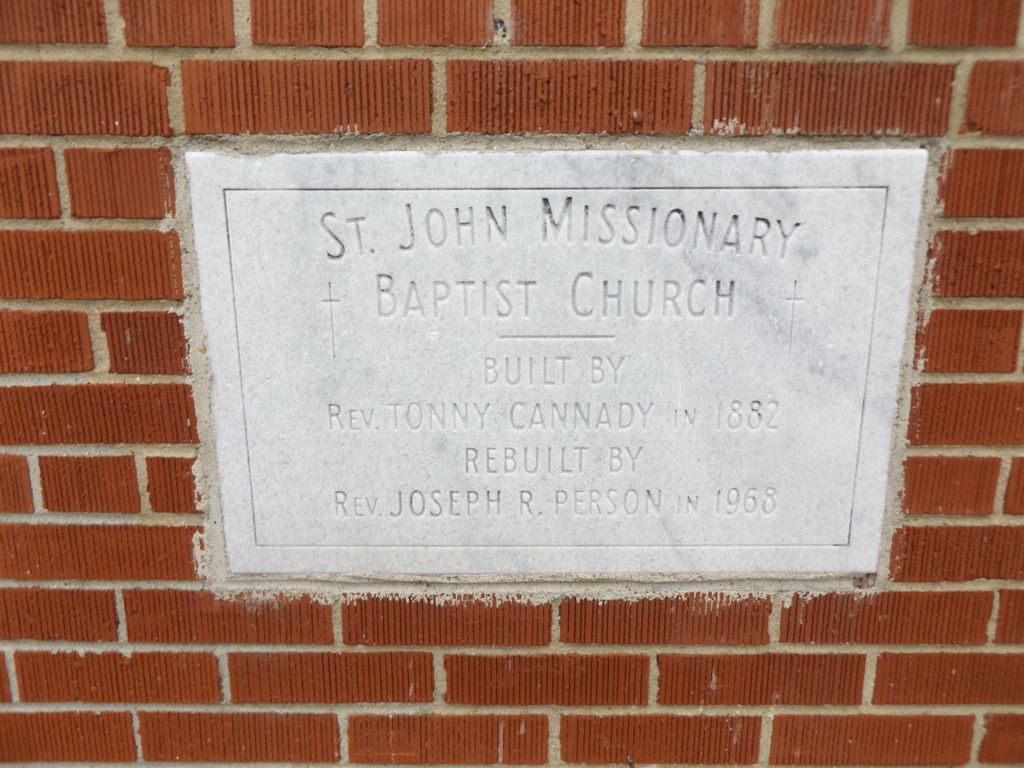 ST. JOHN MISSIONARY
BAPTIST CHURCH
BUILT BY
REV. TONNY CANNADY IN 1882
REBUILT BY
REV. JOSEPH R. PERSON IN 1968